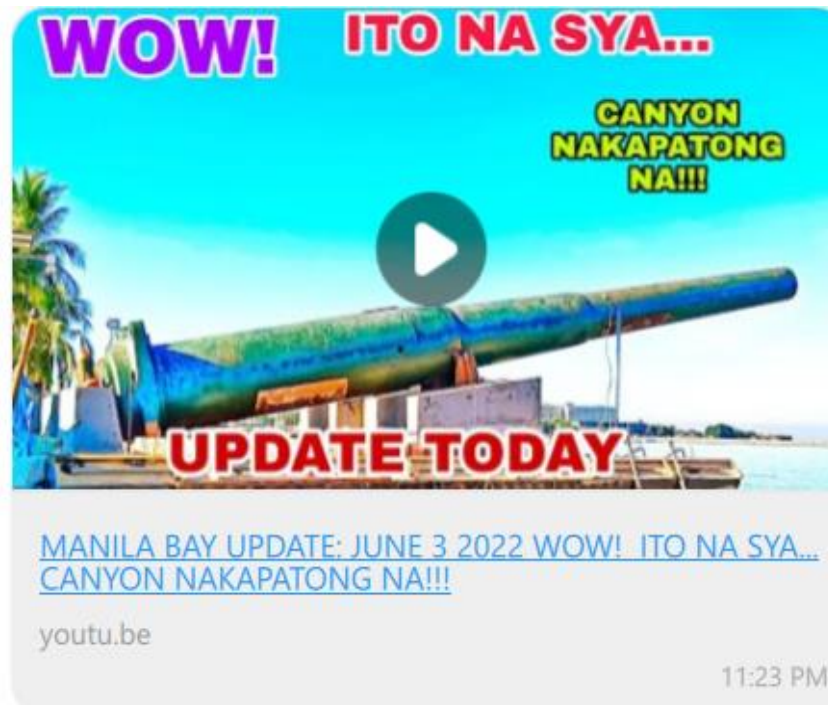 WOW!
ITO NA SYA...
CANYON
NAKAPATONG
NA!!!
UPDATE TODAY
MANILA BAY UPDATE: JUNE 3 2022 WOW! ITO NA SYA...
CANYON NAKAPATONG NA!!!
youtu.be
11:23 PM